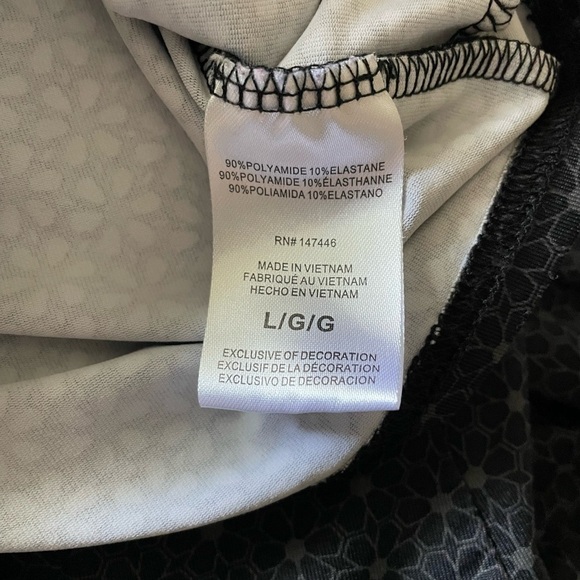 90%POLYAMIDE 10%ELASTANE
90%POLYAMIDE 10%ÉLASTHANNE
90%POLIAMIDA 10%ELASTANO
RN# 147446
MADE IN VIETNAM
FABRIQUÉ AU VIETNAM
HECHO EN VIETNAM
L/G/G
EXCLUSIVE OF DECORATION
EXCLUSIF DE LA DÉCORATION
EXCLUSIVO DE DECORACION